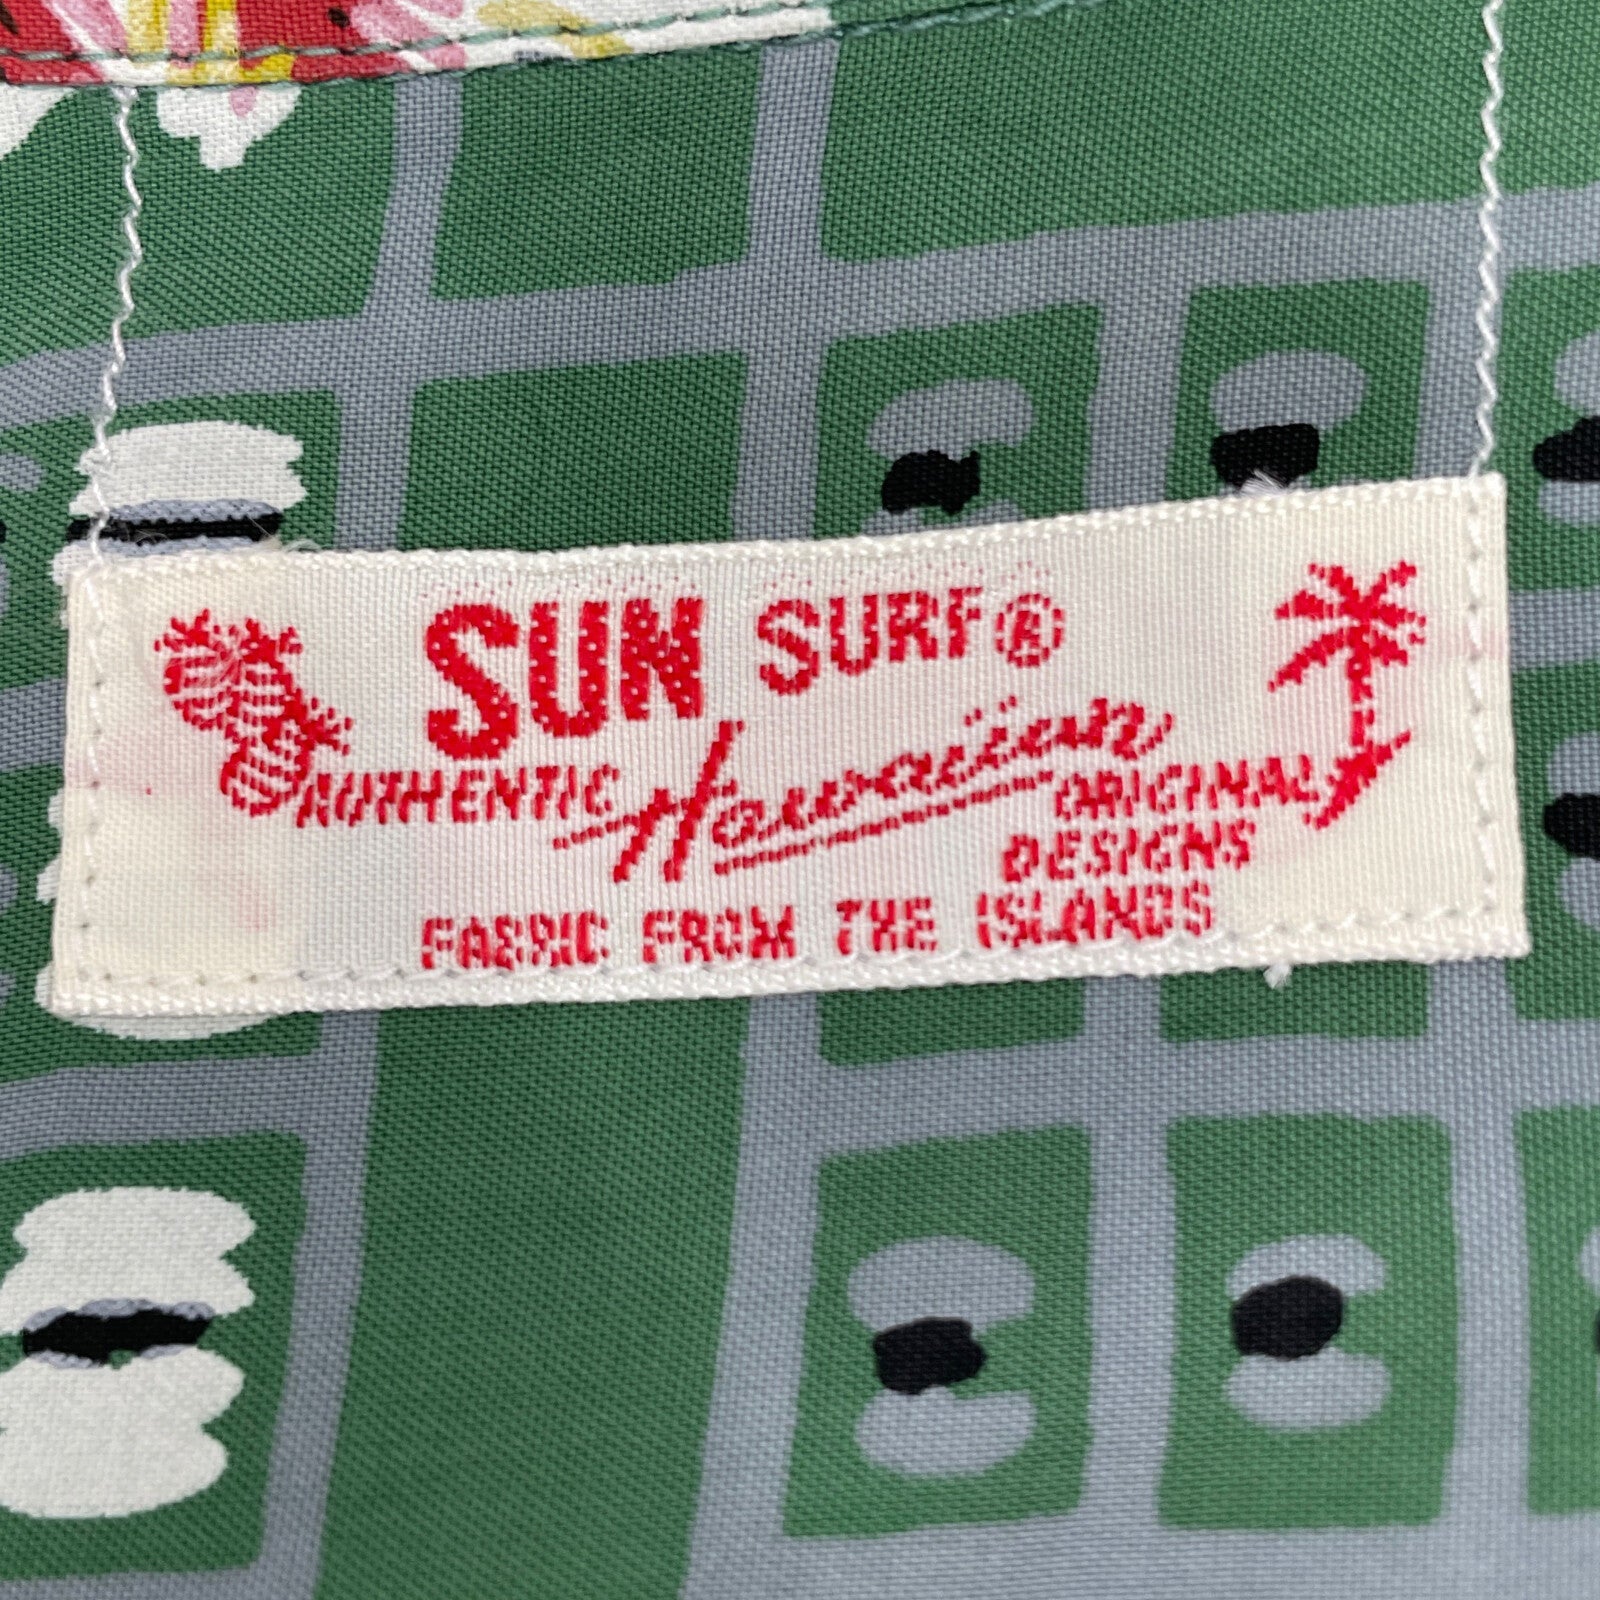 SUN SURF®
AUTHENTIC Hawaiian ORIGINAL
DESIGNS
FABRIC FROM THE ISLANDS